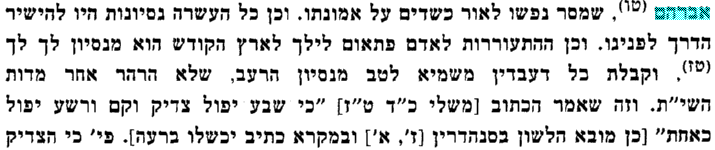 אברהם (טו), שמסר נפשו לאור כשדים על אמונתו. וכן כל העשרה נסיונות היו להישיר
הדרך לפנינו. וכן ההתעוררות לאדם פתאום לילך לארץ הקודש הוא מנסיון לך לך
(טז), וקבלת כל דעבדין משמיא לטב מנסיון הרעב, שלא הרהר אחר מדות
השי״ת. וזה שאמר הכתוב [משלי כ״ד ט״ז] ״כי שבע יפול צדיק וקם ורשע יפול
כאחת״ [כן מובא הלשון בסנהדרין [ז׳, א׳] ובמקרא כתיב יכשלו ברעה]. פי׳ כי הצדיק